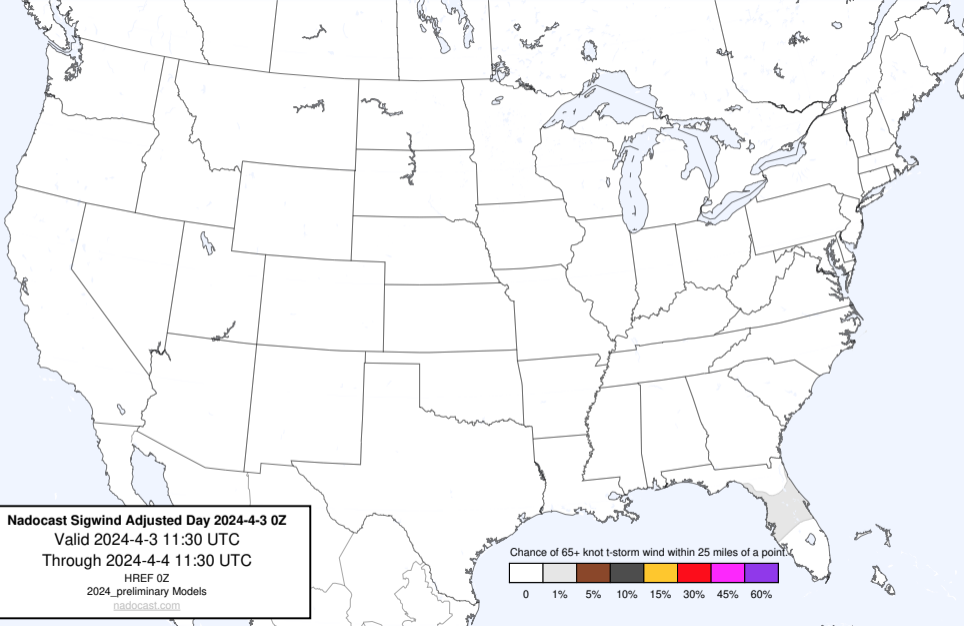 Nadocast Sigwind Adjusted Day 2024-4-3 0Z
Valid 2024-4-3 11:30 UTC
Through 2024-4-4 11:30 UTC
HREF 0Z
2024_preliminary Models
nadocast.com
Chance of 65+ knot t-storm wind within 25 miles of a point.
0 1% 5% 10% 15% 30% 45% 60%